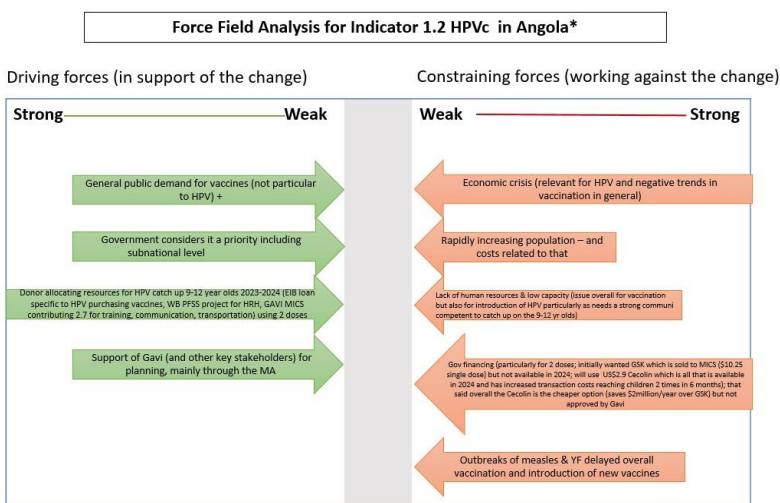 Force Field Analysis for Indicator 1.2 HPVc in Angola*
Driving forces (in support of the change)
Constraining forces (working against the change)
Strong
Weak
Weak
Strong
General public demand for vaccines (not particular
to HPV) +
Government considers it a priority including
subnational level
Donor allocating resources for HPV catch up 9-12 year olds 2023-2024 (EIB loan
specific to HPV purchasing vaccines, WB PFSS project for HRH, GAVI MICS
contributing 2.7 for training, communication, transportation) using 2 doses
Support of Gavi (and other key stakeholders) for
planning, mainly through the MA
Economic crisis (relevant for HPV and negative trends in
vaccination in general)
Rapidly increasing population – and
costs related to that
Lack of human resources & low capacity (issue overall for vaccination
but also for introduction of HPV particularly as needs a strong communi
competent to catch up on the 9-12 yr olds)
Gov financing (particularly for 2 doses; initially wanted GSK which is sold to MICS ($10.25
single dose) but not available in 2024; will use US$2.9 Cecolin which is all that is available
in 2024 and has increased transaction costs reaching children 2 times in 6 months); that
said overall the Cecolin is the cheaper option (saves $2million/year over GSK) but not
approved by Gavi
Outbreaks of measles & YF delayed overall
vaccination and introduction of new vaccines